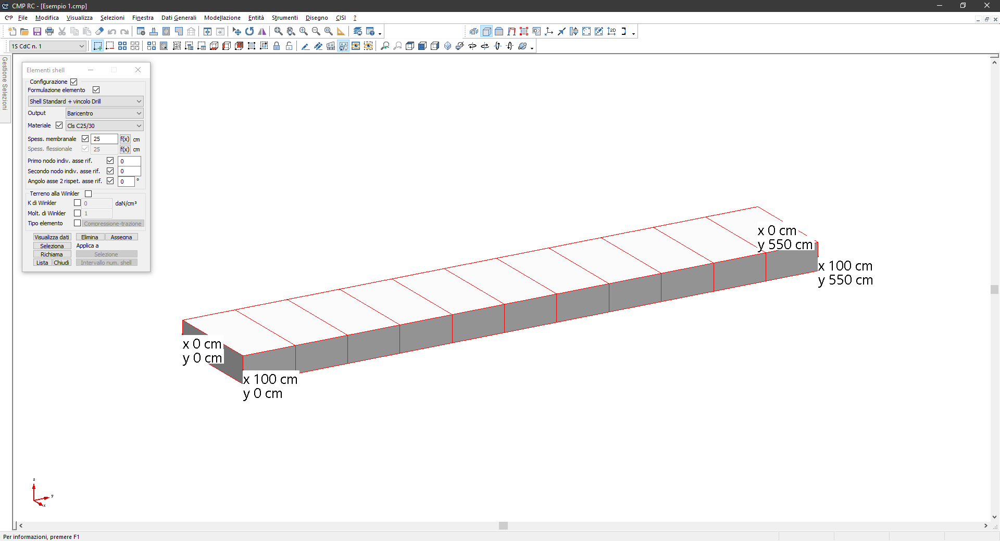 CMP RC - [Esempio 1.cmp]
File Modifica Visualizza Selezioni Finestra Dati Generali Modellazione Entità Strumenti Disegno CISI ?
1S CdC n. 1
Gestione Selezioni
Elementi shell
Configurazione
Formulazione elemento
Shell Standard + vincolo Drill
Output Baricentro
Materiale Cls C25/30
Spess. membranale 25 f(x) cm
Spess. flessionale 25 f(x) cm
Primo nodo indiv. asse rif. 0
Secondo nodo indiv. asse rif. 0
Angolo asse 2 rispet. asse rif. 0 °
Terreno alla Winkler
K di Winkler 0 daN/cm³
Molt. di Winkler 1
Tipo elemento Compressione-trazione
Visualizza dati Elimina Assegna
Seleziona Applica a
Richiama Selezione
Lista Chiudi Intervallo num. shell
x 0 cm
y 550 cm
x 100 cm
y 550 cm
x 0 cm
y 0 cm
x 100 cm
y 0 cm
z
y
x
Per informazioni, premere F1